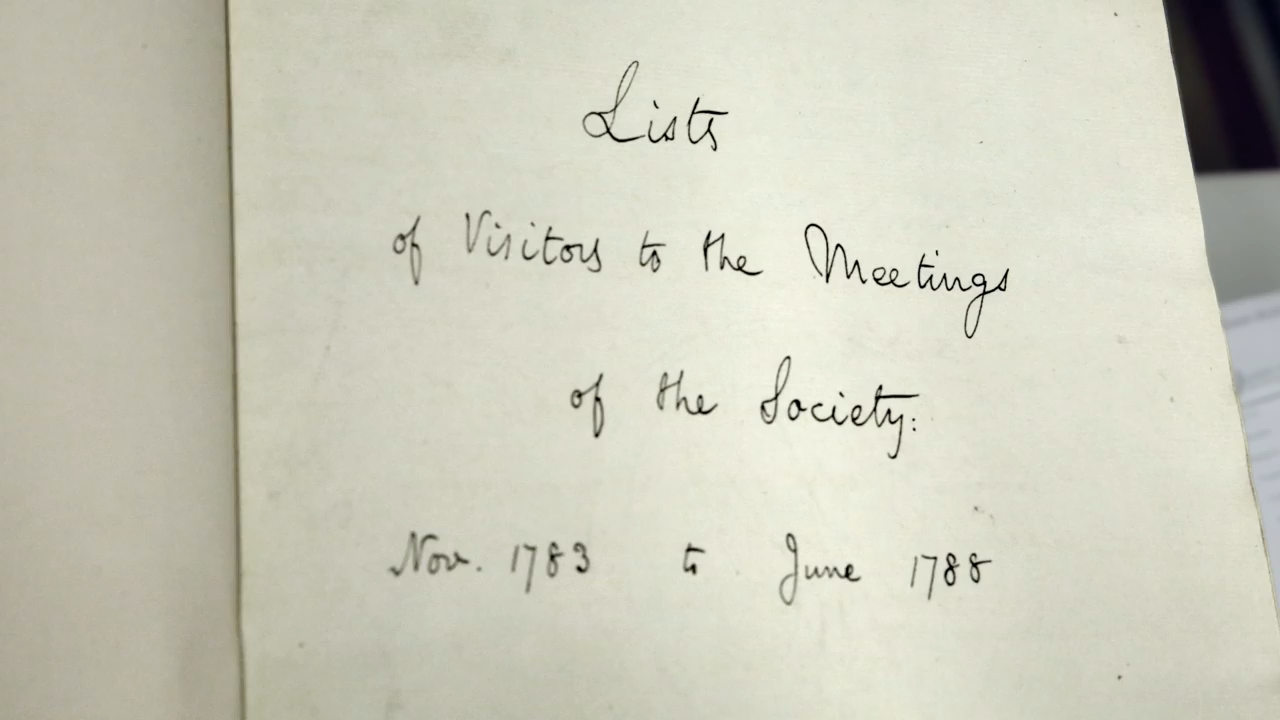 Lists
of Visitors to the Meetings
of the Society:
Nov. 1783 to June 1788